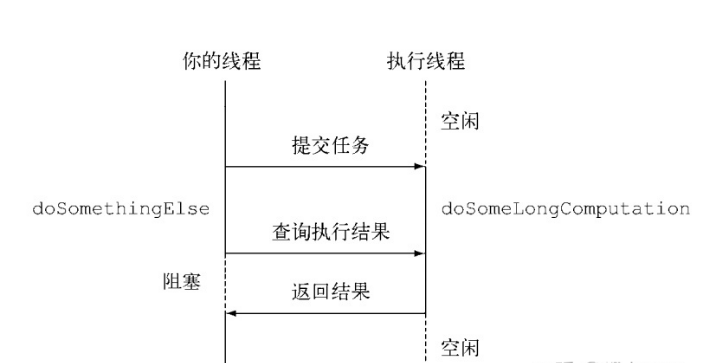 你的线程
执行线程
空闲
提交任务
doSomethingElse
doSomeLongComputation
查询执行结果
阻塞
返回结果
空闲